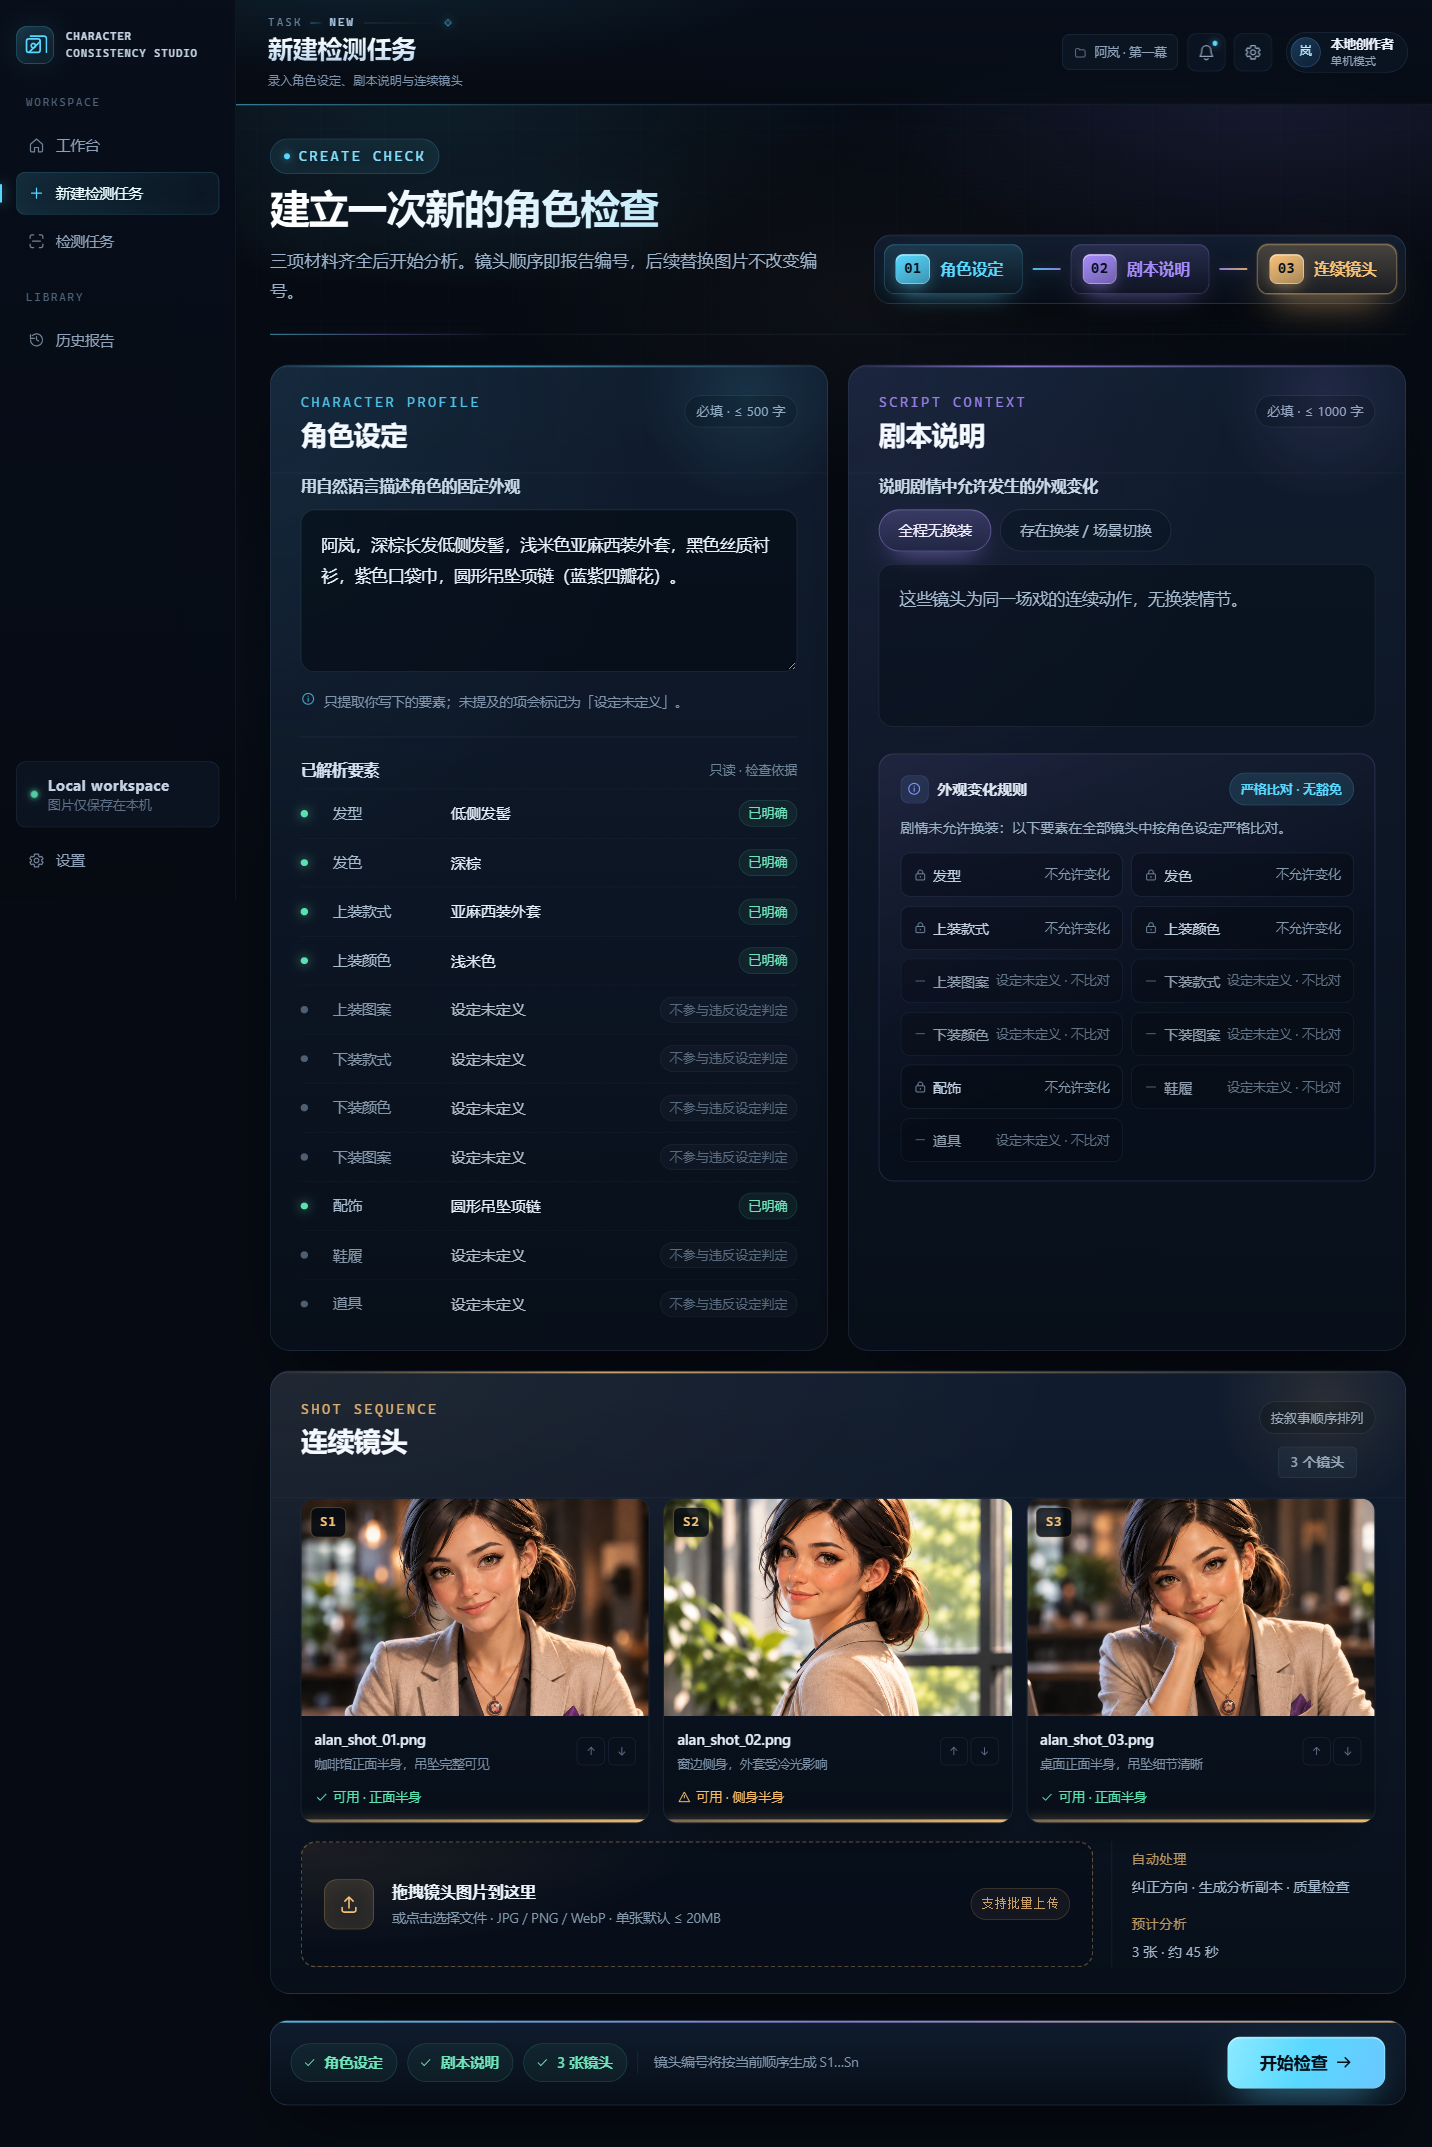 CHARACTER
CONSISTENCY STUDIO
WORKSPACE
工作台
新建检测任务
检测任务
LIBRARY
历史报告
Local workspace
图片仅保存在本机
设置
TASK NEW
新建检测任务
录入角色设定、剧本说明与连续镜头
阿岚 · 第一幕
岚
本地创作者
单机模式
CREATE CHECK
建立一次新的角色检查
三项材料齐全后开始分析。镜头顺序即报告编号，后续替换图片不改变编
号。
01 角色设定
02 剧本说明
03 连续镜头
CHARACTER PROFILE
角色设定
必填 · ≤ 500 字
用自然语言描述角色的固定外观
阿岚，深棕长发低侧发髻，浅米色亚麻西装外套，黑色丝质衬
衫，紫色口袋巾，圆形吊坠项链（蓝紫四瓣花）。
只提取你写下的要素；未提及的项会标记为「设定未定义」。
已解析要素
只读 · 检查依据
发型 低侧发髻 已明确
发色 深棕 已明确
上装款式 亚麻西装外套 已明确
上装颜色 浅米色 已明确
上装图案 设定未定义 不参与违反设定判定
下装款式 设定未定义 不参与违反设定判定
下装颜色 设定未定义 不参与违反设定判定
下装图案 设定未定义 不参与违反设定判定
配饰 圆形吊坠项链 已明确
鞋履 设定未定义 不参与违反设定判定
道具 设定未定义 不参与违反设定判定
SCRIPT CONTEXT
剧本说明
必填 · ≤ 1000 字
说明剧情中允许发生的外观变化
全程无换装
存在换装 / 场景切换
这些镜头为同一场戏的连续动作，无换装情节。
外观变化规则
严格比对 · 无豁免
剧情未允许换装：以下要素在全部镜头中按角色设定严格比对。
发型 不允许变化
发色 不允许变化
上装款式 不允许变化
上装颜色 不允许变化
上装图案 设定未定义 · 不比对
下装款式 设定未定义 · 不比对
下装颜色 设定未定义 · 不比对
下装图案 设定未定义 · 不比对
配饰 不允许变化
鞋履 设定未定义 · 不比对
道具 设定未定义 · 不比对
SHOT SEQUENCE
连续镜头
按叙事顺序排列
3 个镜头
S1
alan_shot_01.png
咖啡馆正面半身，吊坠完整可见
可用 · 正面半身
S2
alan_shot_02.png
窗边侧身，外套受冷光影响
可用 · 侧身半身
S3
alan_shot_03.png
桌面正面半身，吊坠细节清晰
可用 · 正面半身
拖拽镜头图片到这里
或点击选择文件 · JPG / PNG / WebP · 单张默认 ≤ 20MB
支持批量上传
自动处理
纠正方向 · 生成分析副本 · 质量检查
预计分析
3 张 · 约 45 秒
角色设定
剧本说明
3 张镜头
镜头编号将按当前顺序生成 S1…Sn
开始检查 →